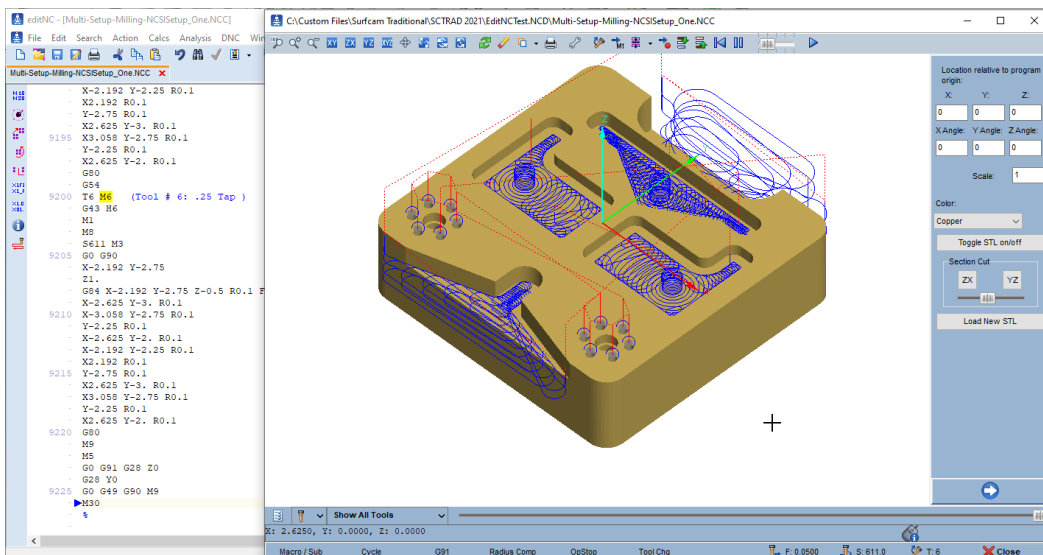 editNC - [Multi-Setup-Milling-NCSISetup_One.NCC]
File Edit Search Action Calcs Analysis DNC Win
Multi-Setup-Milling-NCSISetup_One.NCC
X-2.192 Y-2.25 R0.1
X2.192 R0.1
Y-2.75 R0.1
X2.625 Y-3. R0.1
9195 X3.058 Y-2.75 R0.1
Y-2.25 R0.1
X2.625 Y-2. R0.1
G80
G54
9200 T6 M6 (Tool # 6: .25 Tap )
G43 H6
M1
M8
S611 M3
9205 G0 G90
X-2.192 Y-2.75
Z1.
G84 X-2.192 Y-2.75 Z-0.5 R0.1 F
X-2.625 Y-3. R0.1
9210 X-3.058 Y-2.75 R0.1
Y-2.25 R0.1
X-2.625 Y-2. R0.1
X-2.192 Y-2.25 R0.1
X2.192 R0.1
9215 Y-2.75 R0.1
X2.625 Y-3. R0.1
X3.058 Y-2.75 R0.1
Y-2.25 R0.1
X2.625 Y-2. R0.1
9220 G80
M9
M5
G0 G91 G28 Z0
G28 Y0
9225 G0 G49 G90 M9
M30
%
C:\Custom Files\Surfcam Traditional\SCTRAD 2021\EditNCTest.NCD\Multi-Setup-Milling-NCSISetup_One.NCC
XY ZX YZ XY ZX YZ
M1
Z
Location relative to program
origin:
X: Y: Z:
0 0 0
X Angle: Y Angle: Z Angle:
0 0 0
Scale: 1
Color:
Copper
Toggle STL on/off
Section Cut
ZX YZ
Load New STL
Show All Tools
X: 2.6250, Y: 0.0000, Z: 0.0000
Macro / Sub Cycle G91 Radius Comp OpStop Tool Chg F: 0.0500 S: 611.0 T: 6 Close